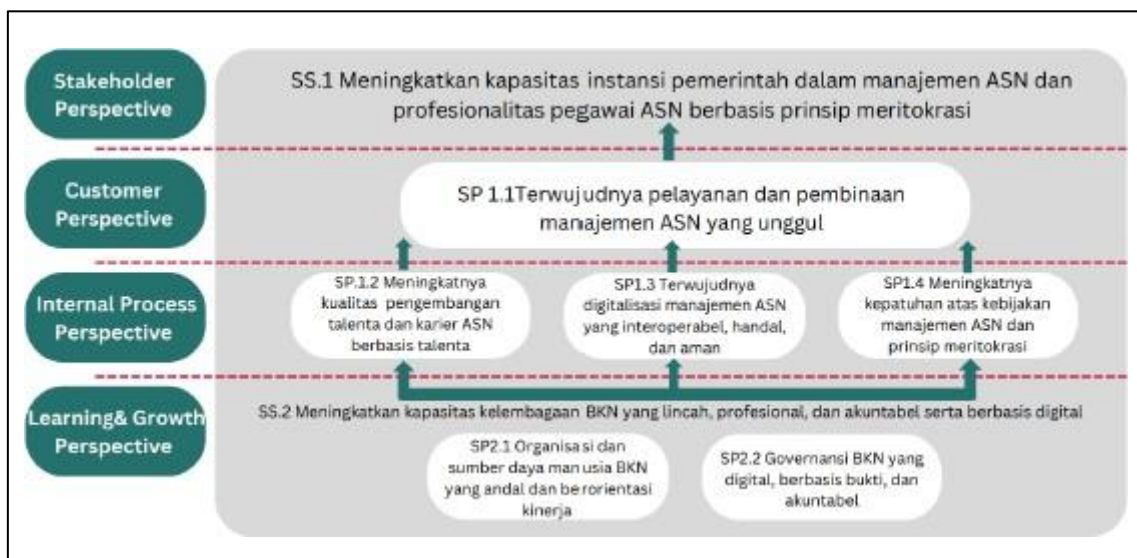 Stakeholder
Perspective
SS.1 Meningkatkan kapasitas instansi pemerintah dalam manajemen ASN dan
profesionalitas pegawai ASN berbasis prinsip meritokrasi
Customer
Perspective
SP 1.1Terwujudnya pelayanan dan pembinaan
manajemen ASN yang unggul
Internal Process
Perspective
SP.1.2 Meningkatnya
kualitas pengembangan
talenta dan karier ASN
berbasis talenta
SP1.3 Terwujudnya
digitalisasi manajemen ASN
yang interoperabel, handal,
dan aman
SP1.4 Meningkatnya
kepatuhan atas kebijakan
manajemen ASN dan
prinsip meritokrasi
Learning& Growth
Perspective
SS.2 Meningkatkan kapasitas kelembagaan BKN yang lincah, profesional, dan akuntabel serta berbasis digital
SP2.1 Organisasi dan
sumber daya manusia BKN
yang andal dan berorientasi
kinerja
SP2.2 Governansi BKN yang
digital, berbasis bukti, dan
akuntabel